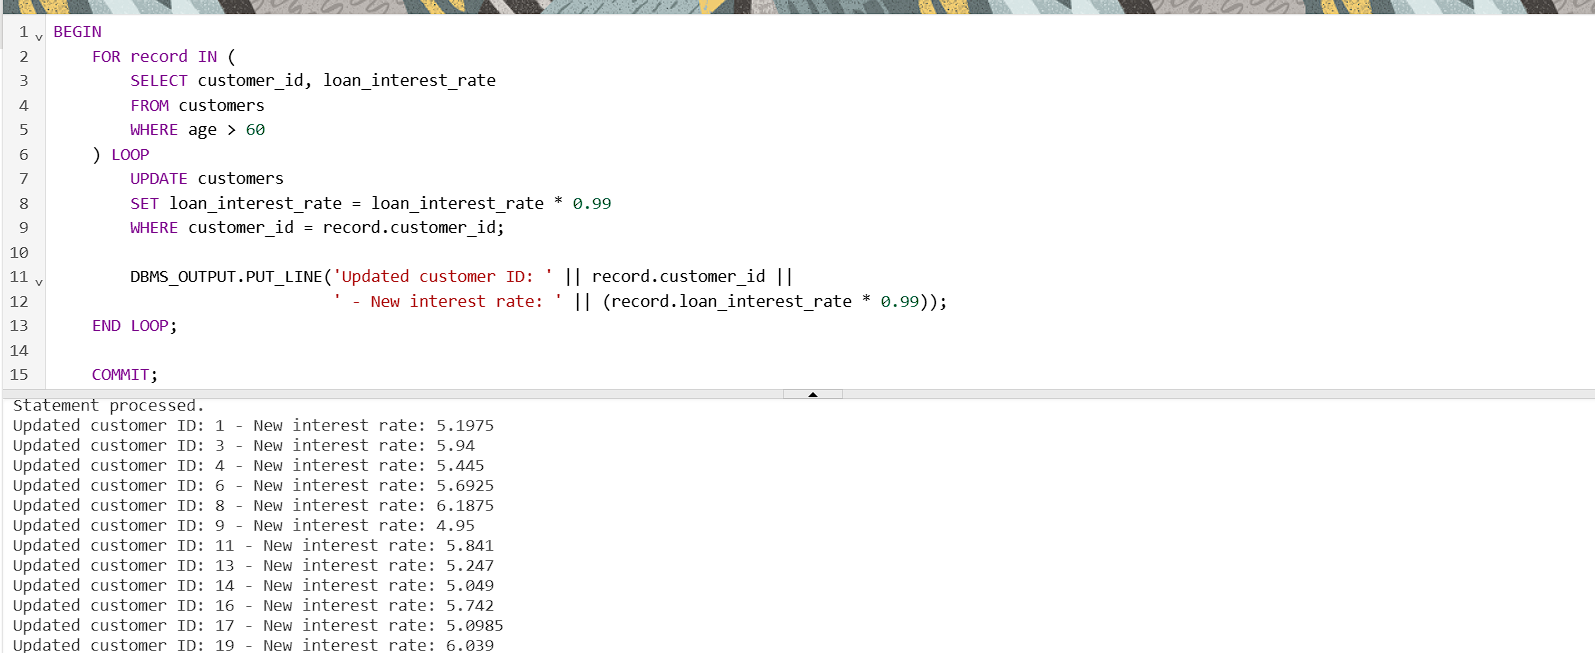 1 BEGIN
2 FOR record IN (
3 SELECT customer_id, loan_interest_rate
4 FROM customers
5 WHERE age > 60
6 ) LOOP
7 UPDATE customers
8 SET loan_interest_rate = loan_interest_rate * 0.99
9 WHERE customer_id = record.customer_id;
10
11 DBMS_OUTPUT.PUT_LINE('Updated customer ID: ' || record.customer_id ||
12 ' - New interest rate: ' || (record.loan_interest_rate * 0.99));
13 END LOOP;
14
15 COMMIT;
Statement processed.
Updated customer ID: 1 - New interest rate: 5.1975
Updated customer ID: 3 - New interest rate: 5.94
Updated customer ID: 4 - New interest rate: 5.445
Updated customer ID: 6 - New interest rate: 5.6925
Updated customer ID: 8 - New interest rate: 6.1875
Updated customer ID: 9 - New interest rate: 4.95
Updated customer ID: 11 - New interest rate: 5.841
Updated customer ID: 13 - New interest rate: 5.247
Updated customer ID: 14 - New interest rate: 5.049
Updated customer ID: 16 - New interest rate: 5.742
Updated customer ID: 17 - New interest rate: 5.0985
Updated customer ID: 19 - New interest rate: 6.039